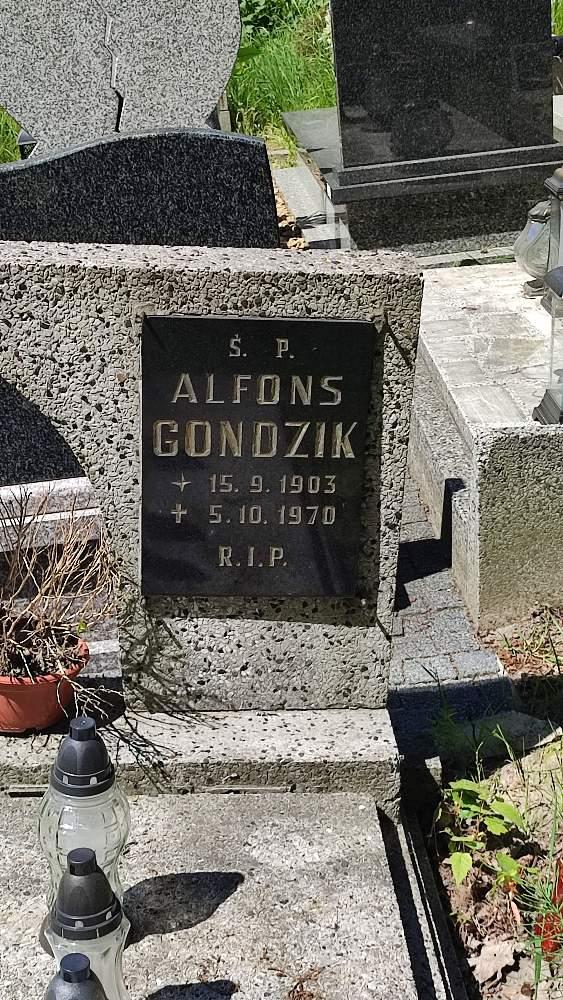 Ś. P.
ALFONS
GONDZIK
15. 9. 1903
5. 10. 1970
R. I. P.